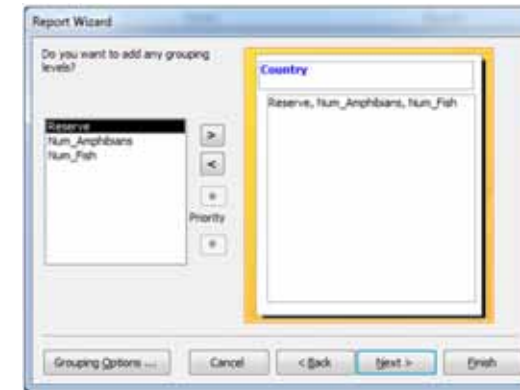 Report Wizard
Do you want to add any grouping
levels?
Country
Reserve, Num_Amphibians, Num_Fish
Reserve
Num_Amphibians
Num_Fish
>
<
Priority
Grouping Options ...
Cancel
< Back
Next >
Finish